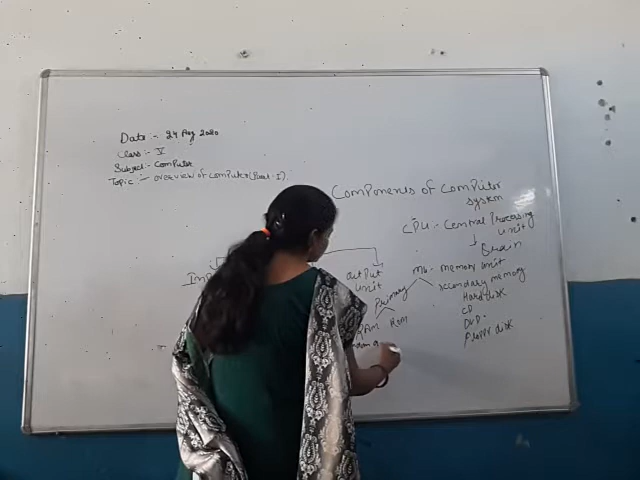 Date :- 24 Aug 2020
Class :- V
Subject - Computer
Topic :- overview of computer (Part-I)
Components of Computer
System
CPU - Central Processing
Unit
Brain
Inp
output
unit
MU - memory unit
Primary
secondary memory
Hard disk
CD
DVD.
RAM ROM
Floppy disk